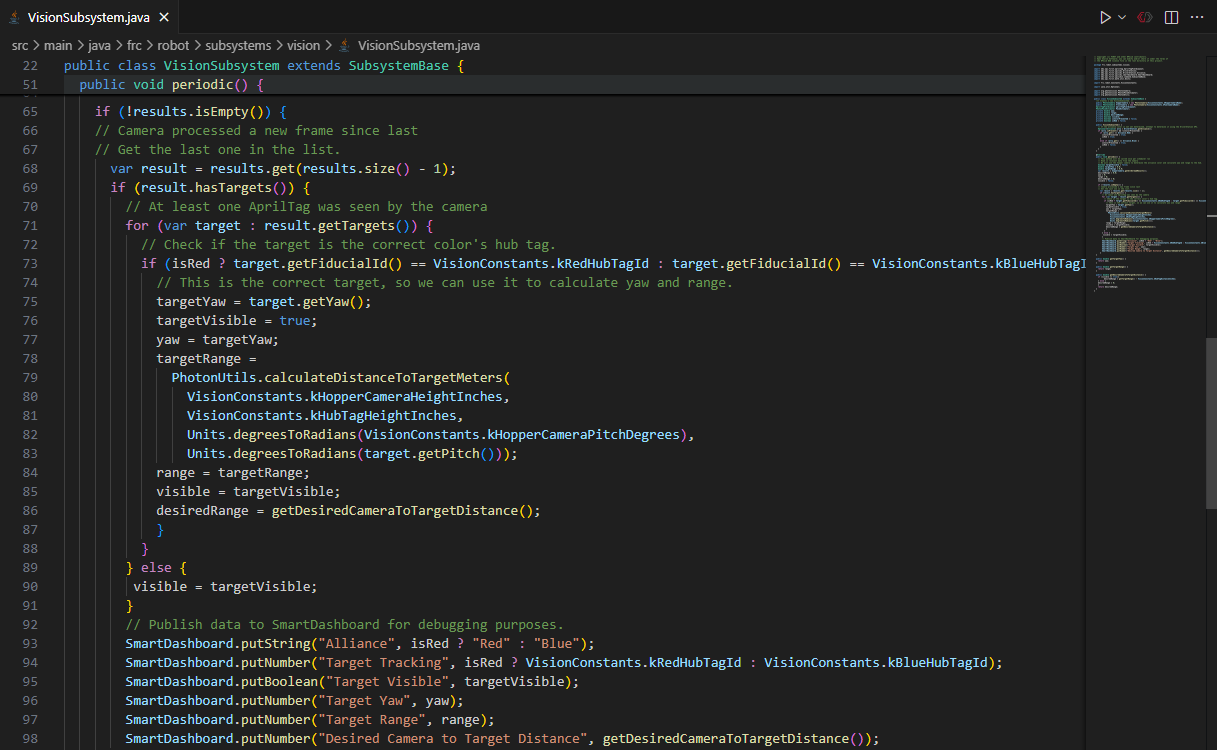 VisionSubsystem.java
src > main > java > frc > robot > subsystems > vision > VisionSubsystem.java
22 public class VisionSubsystem extends SubsystemBase {
51 public void periodic() {
65 if (!results.isEmpty()) {
66 // Camera processed a new frame since last
67 // Get the last one in the list.
68 var result = results.get(results.size() - 1);
69 if (result.hasTargets()) {
70 // At least one AprilTag was seen by the camera
71 for (var target : result.getTargets()) {
72 // Check if the target is the correct color's hub tag.
73 if (isRed ? target.getFiducialId() == VisionConstants.kRedHubTagId : target.getFiducialId() == VisionConstants.kBlueHubTagI
74 // This is the correct target, so we can use it to calculate yaw and range.
75 targetYaw = target.getYaw();
76 targetVisible = true;
77 yaw = targetYaw;
78 targetRange =
79 PhotonUtils.calculateDistanceToTargetMeters(
80 VisionConstants.kHopperCameraHeightInches,
81 VisionConstants.kHubTagHeightInches,
82 Units.degreesToRadians(VisionConstants.kHopperCameraPitchDegrees),
83 Units.degreesToRadians(target.getPitch()));
84 range = targetRange;
85 visible = targetVisible;
86 desiredRange = getDesiredCameraToTargetDistance();
87 }
88 }
89 } else {
90 visible = targetVisible;
91 }
92 // Publish data to SmartDashboard for debugging purposes.
93 SmartDashboard.putString("Alliance", isRed ? "Red" : "Blue");
94 SmartDashboard.putNumber("Target Tracking", isRed ? VisionConstants.kRedHubTagId : VisionConstants.kBlueHubTagId);
95 SmartDashboard.putBoolean("Target Visible", targetVisible);
96 SmartDashboard.putNumber("Target Yaw", yaw);
97 SmartDashboard.putNumber("Target Range", range);
98 SmartDashboard.putNumber("Desired Camera to Target Distance", getDesiredCameraToTargetDistance());